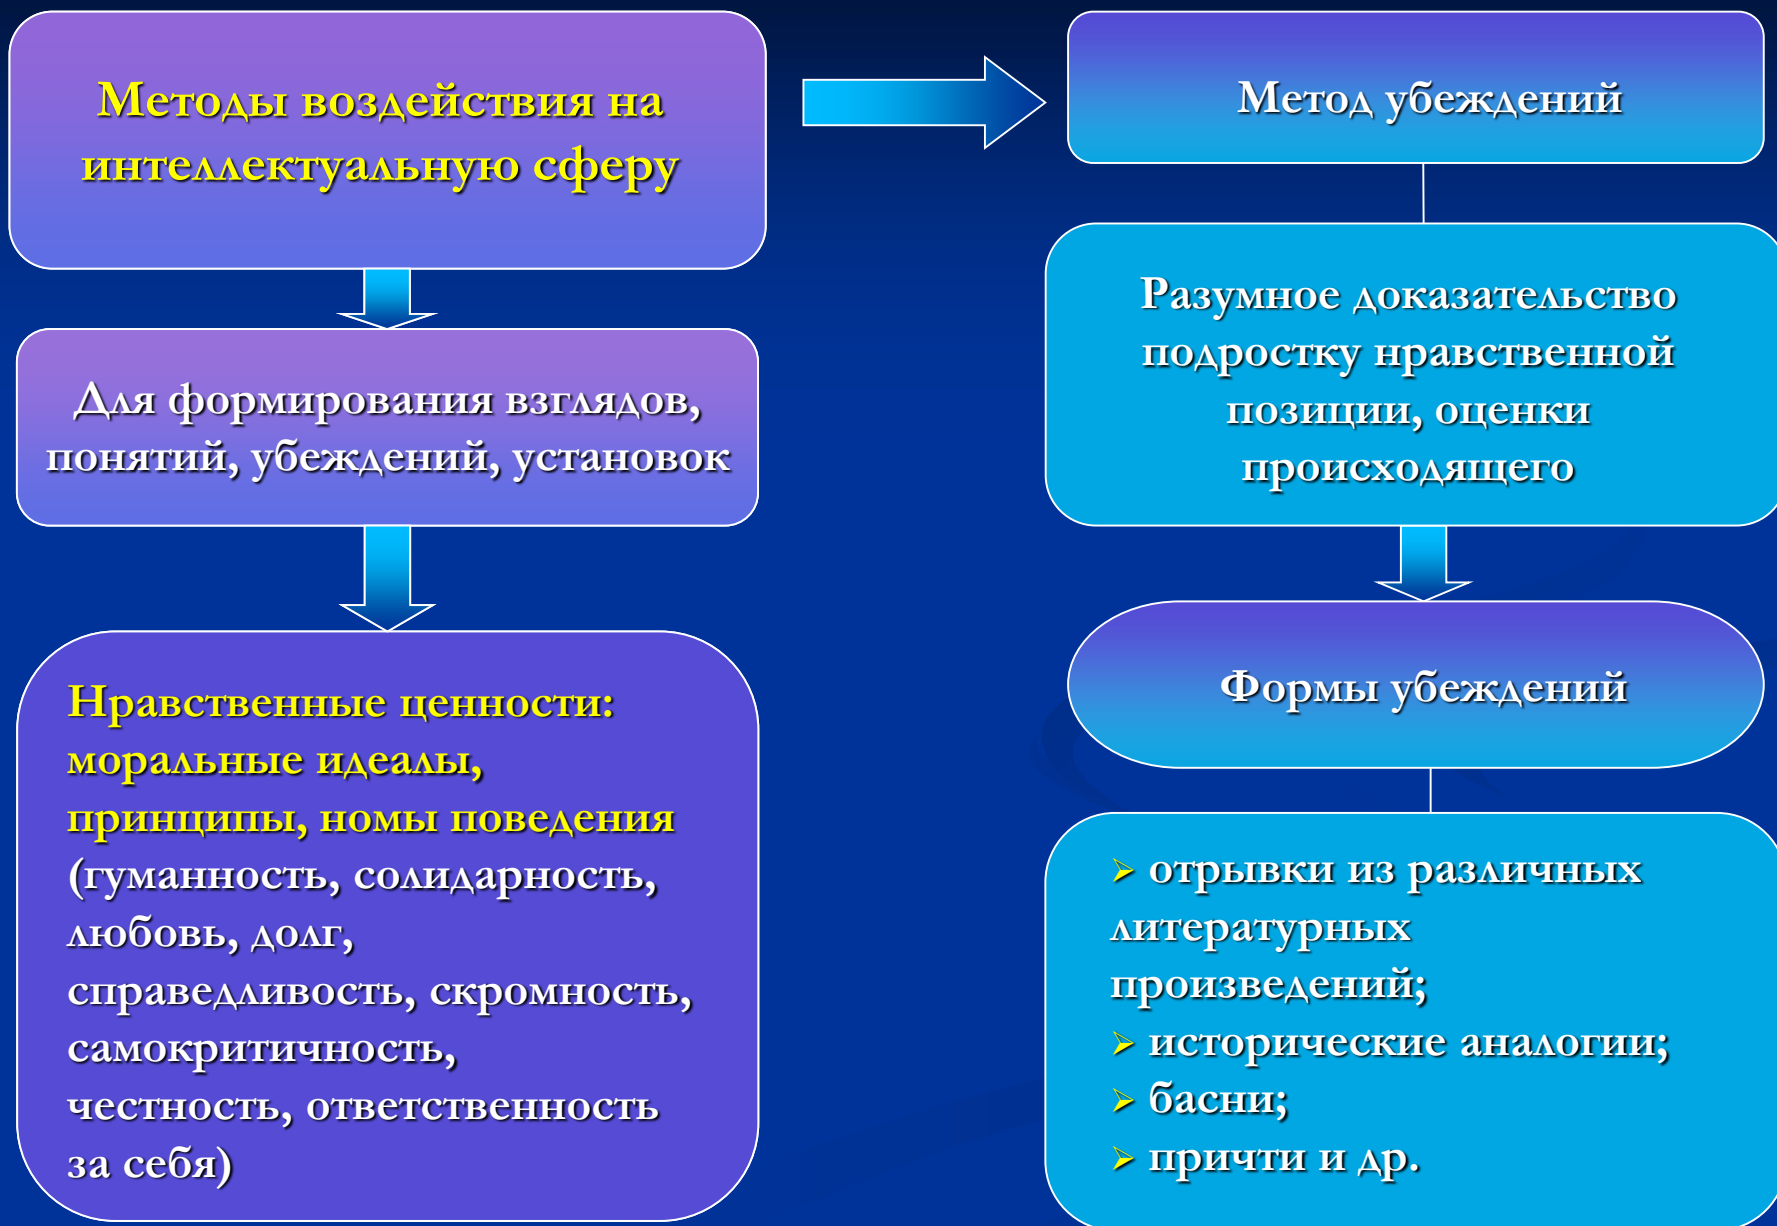 Методы воздействия на
интеллектуальную сферу
Для формирования взглядов,
понятий, убеждений, установок
Нравственные ценности:
моральные идеалы,
принципы, номы поведения
(гуманность, солидарность,
любовь, долг,
справедливость, скромность,
самокритичность,
честность, ответственность
за себя)
Метод убеждений
Разумное доказательство
подростку нравственной
позиции, оценки
происходящего
Формы убеждений
➢ отрывки из различных
литературных
произведений;
➢ исторические аналогии;
➢ басни;
➢ причти и др.